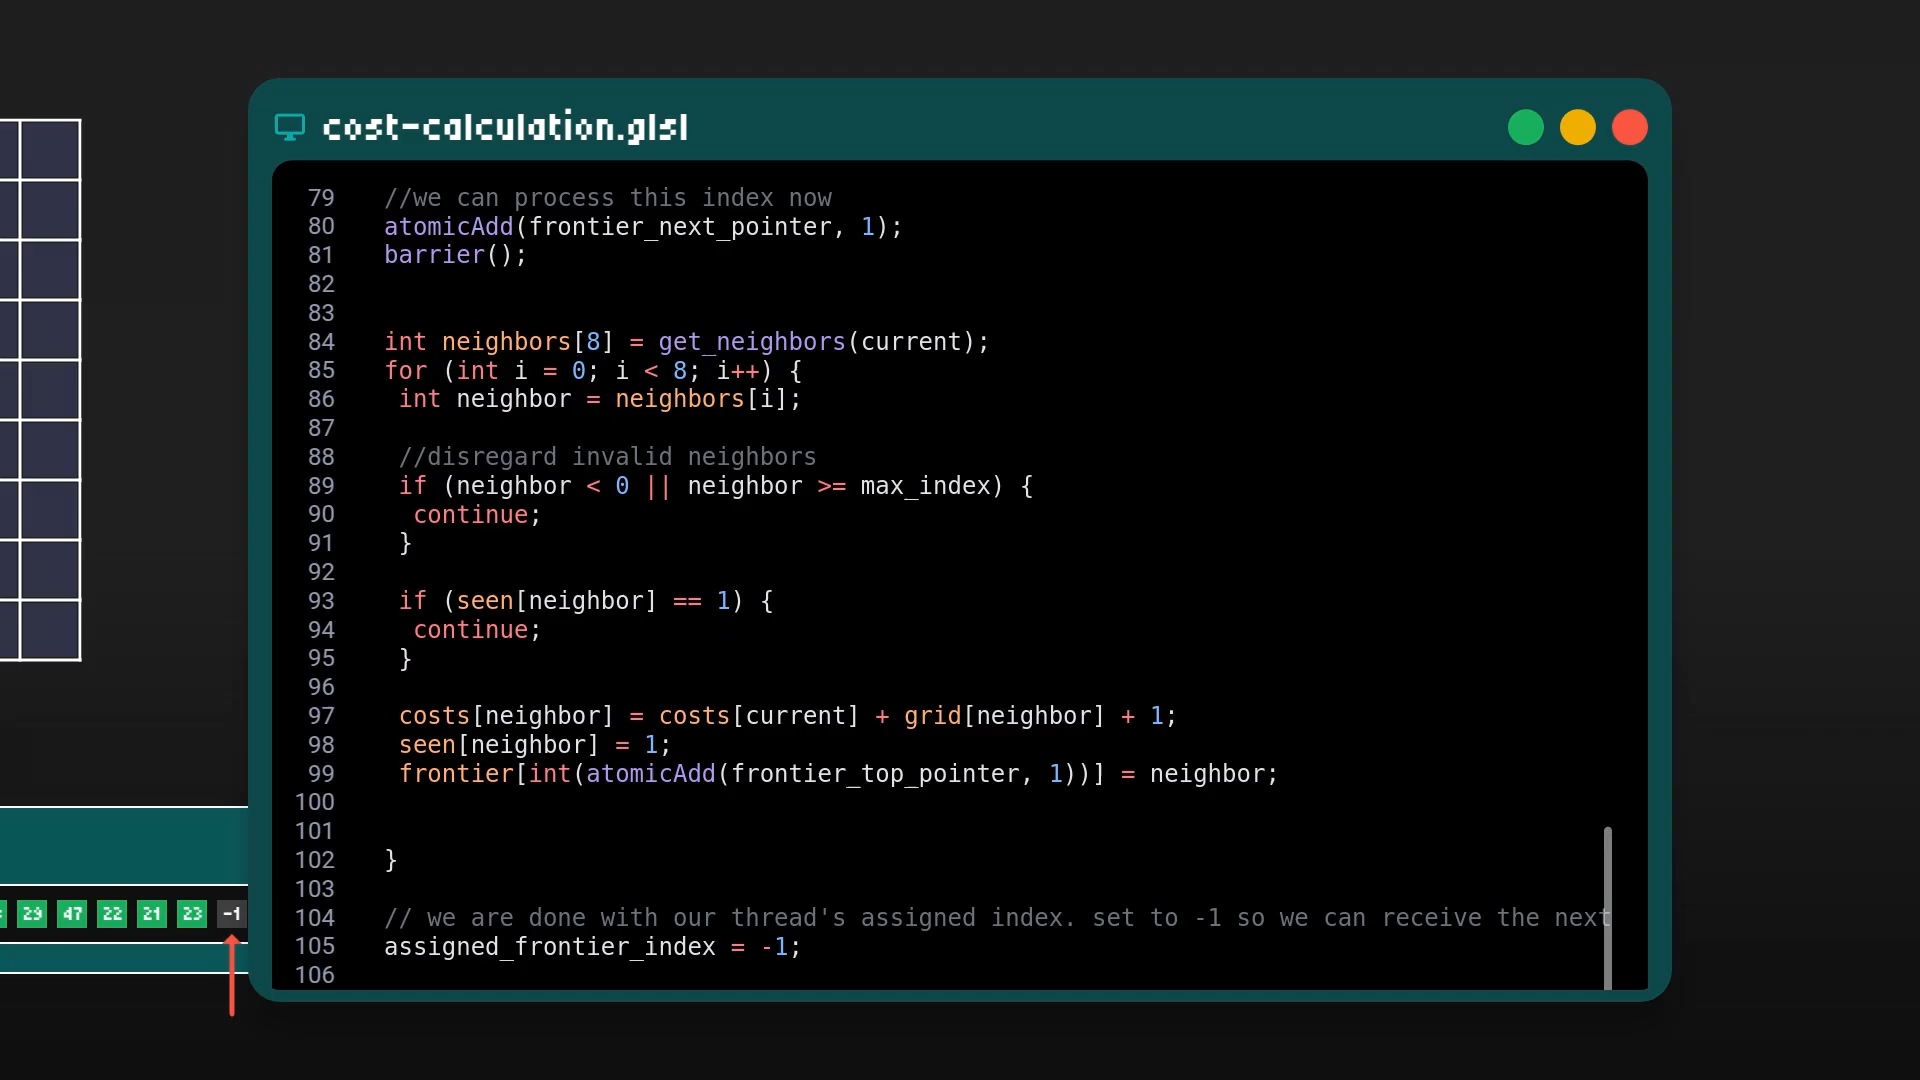 cost-calculation.glsl
79 //we can process this index now
80 atomicAdd(frontier_next_pointer, 1);
81 barrier();
82
83
84 int neighbors[8] = get_neighbors(current);
85 for (int i = 0; i < 8; i++) {
86 int neighbor = neighbors[i];
87
88 //disregard invalid neighbors
89 if (neighbor < 0 || neighbor >= max_index) {
90 continue;
91 }
92
93 if (seen[neighbor] == 1) {
94 continue;
95 }
96
97 costs[neighbor] = costs[current] + grid[neighbor] + 1;
98 seen[neighbor] = 1;
99 frontier[int(atomicAdd(frontier_top_pointer, 1))] = neighbor;
100
101
102 }
103
104 // we are done with our thread's assigned index. set to -1 so we can receive the next
105 assigned_frontier_index = -1;
106
29 47 22 21 23 -1